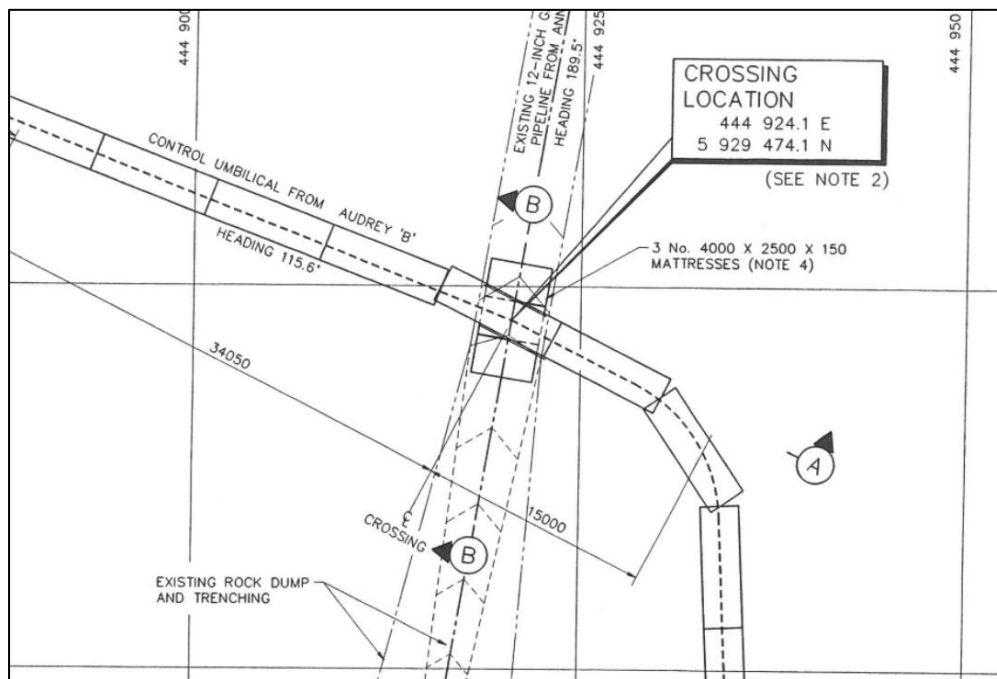 444 900
444 925
444 950
EXISTING 12-INCH
PIPELINE FROM
HEADING 189.5°
CROSSING
LOCATION
444 924.1 E
5 929 474.1 N
(SEE NOTE 2)
CONTROL UMBILICAL FROM AUDREY 'B'
HEADING 115.6°
B
3 No. 4000 X 2500 X 150
MATTRESSES (NOTE 4)
34050
A
15000
℄
CROSSING
B
EXISTING ROCK DUMP
AND TRENCHING